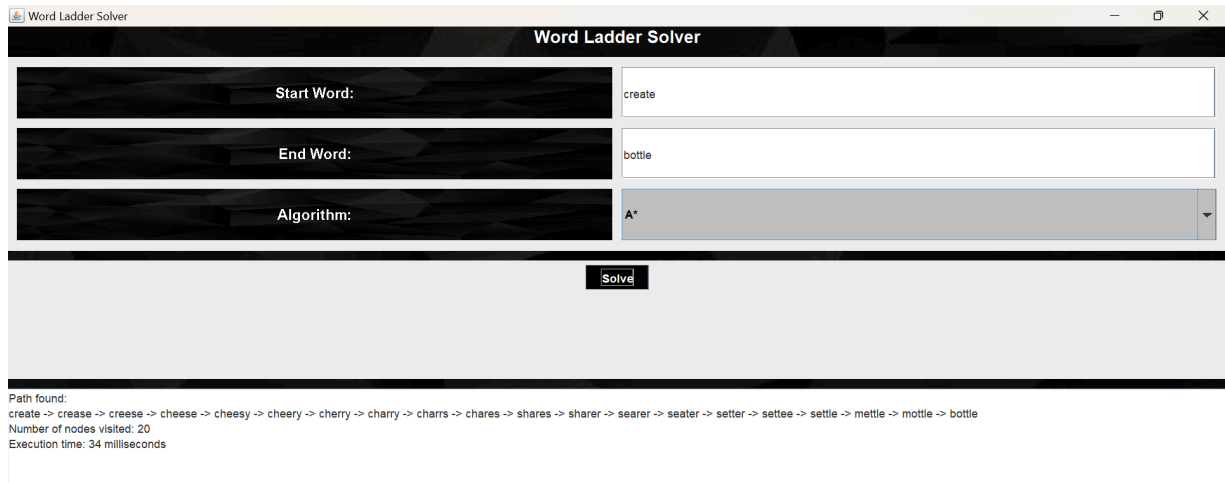 Word Ladder Solver
Word Ladder Solver
Start Word:
create
End Word:
bottle
Algorithm:
A*
Solve
Path found:
create -> crease -> creese -> cheese -> cheesy -> cheery -> cherry -> charry -> charrs -> chares -> shares -> sharer -> searer -> seater -> setter -> settee -> settle -> mettle -> mottle -> bottle
Number of nodes visited: 20
Execution time: 34 milliseconds